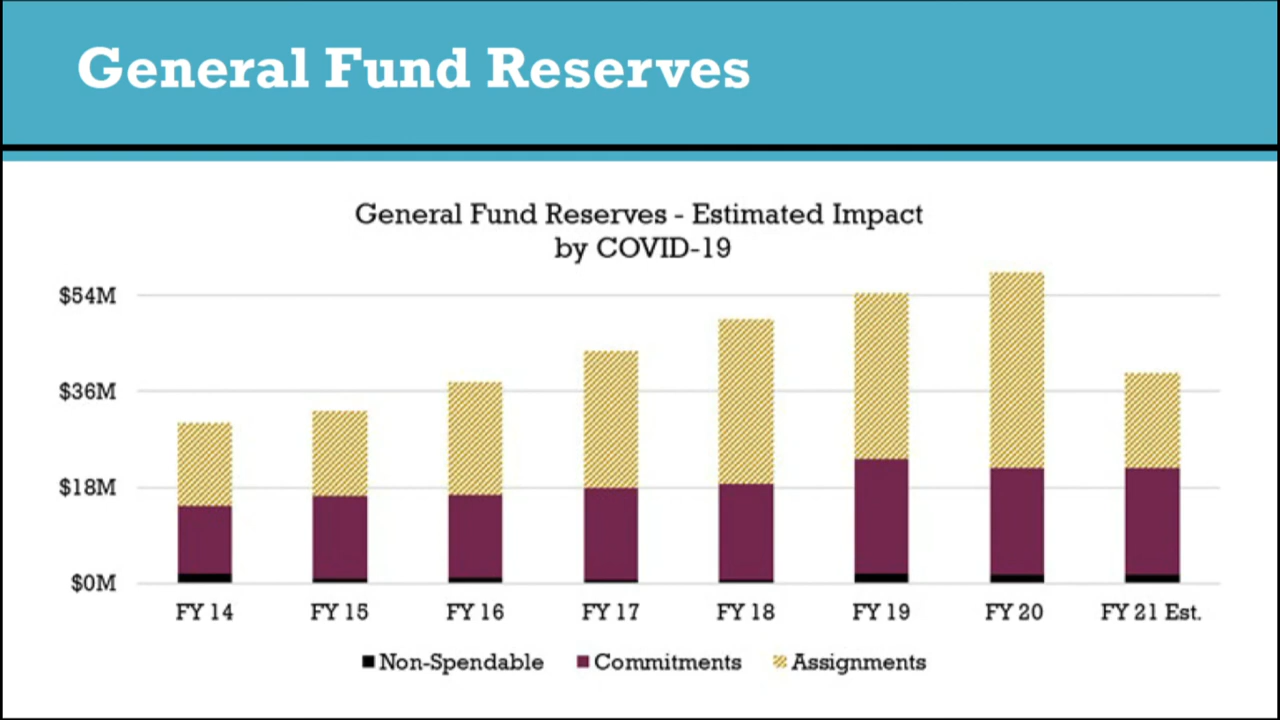 General Fund Reserves
General Fund Reserves - Estimated Impact
by COVID-19
$54M
$36M
$18M
$0M
FY 14 FY 15 FY 16 FY 17 FY 18 FY 19 FY 20 FY 21 Est.
Non-Spendable Commitments Assignments